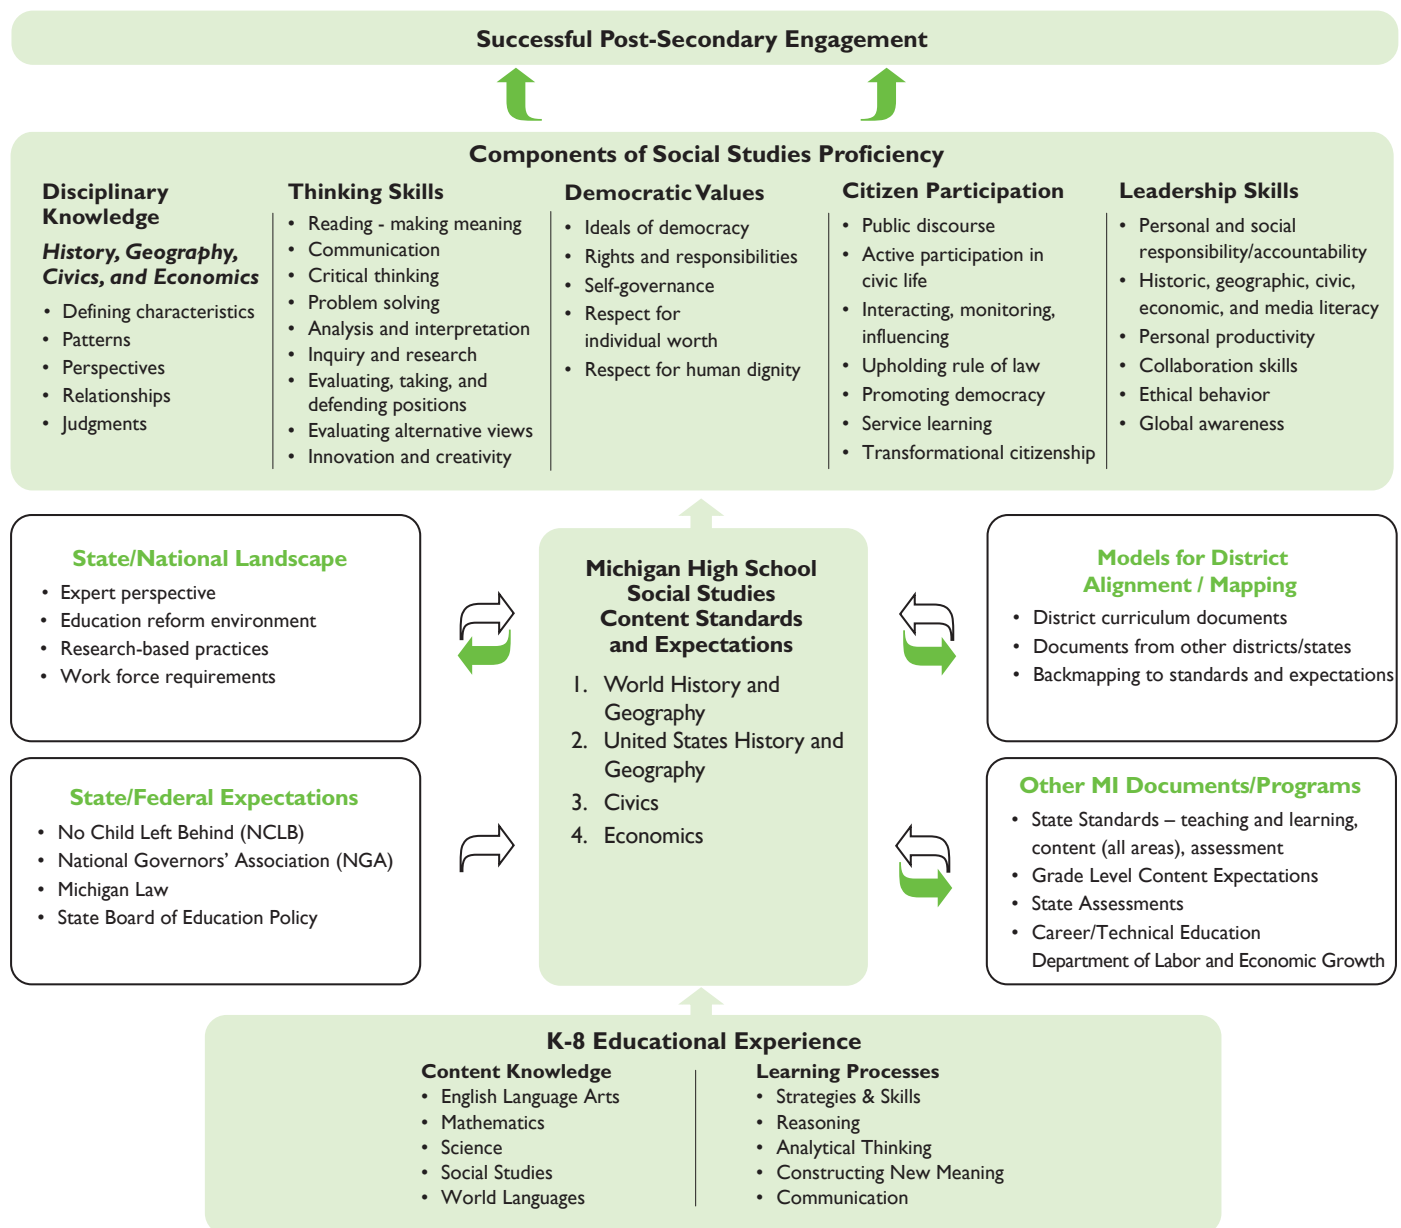 Successful Post-Secondary Engagement
Components of Social Studies Proficiency
Disciplinary
Knowledge
History, Geography,
Civics, and Economics
• Defining characteristics
• Patterns
• Perspectives
• Relationships
• Judgments
Thinking Skills
• Reading - making meaning
• Communication
• Critical thinking
• Problem solving
• Analysis and interpretation
• Inquiry and research
• Evaluating, taking, and
defending positions
• Evaluating alternative views
• Innovation and creativity
Democratic Values
• Ideals of democracy
• Rights and responsibilities
• Self-governance
• Respect for
individual worth
• Respect for human dignity
Citizen Participation
• Public discourse
• Active participation in
civic life
• Interacting, monitoring,
influencing
• Upholding rule of law
• Promoting democracy
• Service learning
• Transformational citizenship
Leadership Skills
• Personal and social
responsibility/accountability
• Historic, geographic, civic,
economic, and media literacy
• Personal productivity
• Collaboration skills
• Ethical behavior
• Global awareness
State/National Landscape
• Expert perspective
• Education reform environment
• Research-based practices
• Work force requirements
State/Federal Expectations
• No Child Left Behind (NCLB)
• National Governors' Association (NGA)
• Michigan Law
• State Board of Education Policy
Michigan High School
Social Studies
Content Standards
and Expectations
1. World History and
Geography
2. United States History and
Geography
3. Civics
4. Economics
Models for District
Alignment / Mapping
• District curriculum documents
• Documents from other districts/states
• Backmapping to standards and expectations
Other MI Documents/Programs
• State Standards – teaching and learning,
content (all areas), assessment
• Grade Level Content Expectations
• State Assessments
• Career/Technical Education
Department of Labor and Economic Growth
K-8 Educational Experience
Content Knowledge
• English Language Arts
• Mathematics
• Science
• Social Studies
• World Languages
Learning Processes
• Strategies & Skills
• Reasoning
• Analytical Thinking
• Constructing New Meaning
• Communication